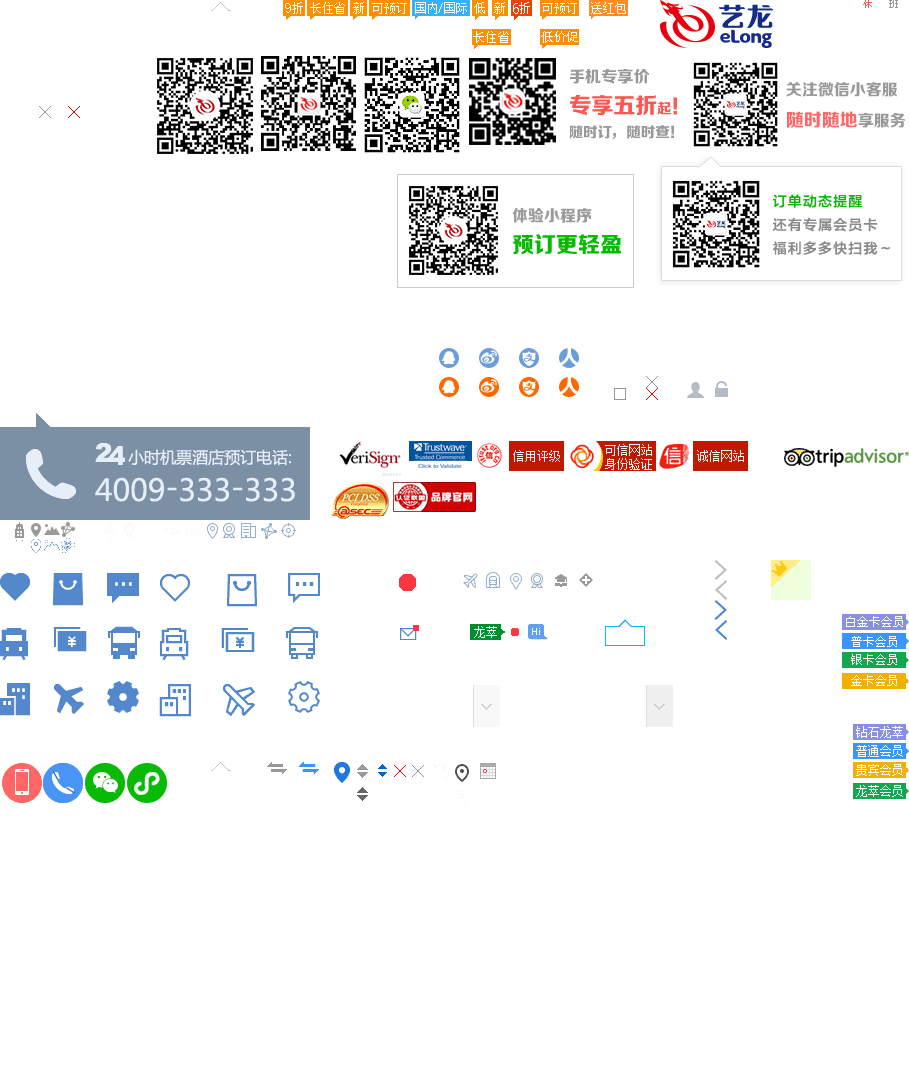 9折 长住省 新 可预订 国内/国际 低 新 6折 可预订 送红包
休 班
长住省 低价促
艺龙
eLong
手机专享价
专享五折起!
随时订，随时查!
关注微信小客服
随时随地享服务
体验小程序
预订更轻盈
订单动态提醒
还有专属会员卡
福利多多快扫我～
24小时机票酒店预订电话:
4009-333-333
VeriSign
Trustwave
Trusted Commerce
Click to Validate
信用评级
可信网站
身份验证
信
诚信网站
tripadvisor
PCI.DSS
@SEC
认证联盟
品牌官网
¥
¥
龙萃
Hi
白金卡会员
普卡会员
银卡会员
金卡会员
钻石龙萃
普通会员
贵宾会员
龙萃会员